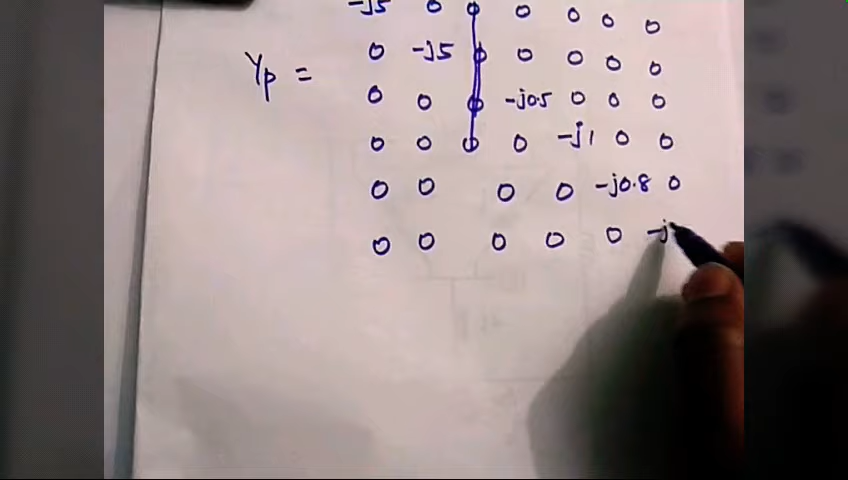 -j5 0 0 0 0 0 0
0 -j5 0 0 0 0 0
Yp =
0 0 0 -j0.5 0 0 0
0 0 0 0 -j1 0 0
0 0 0 0 -j0.8 0
0 0 0 0 0 -j